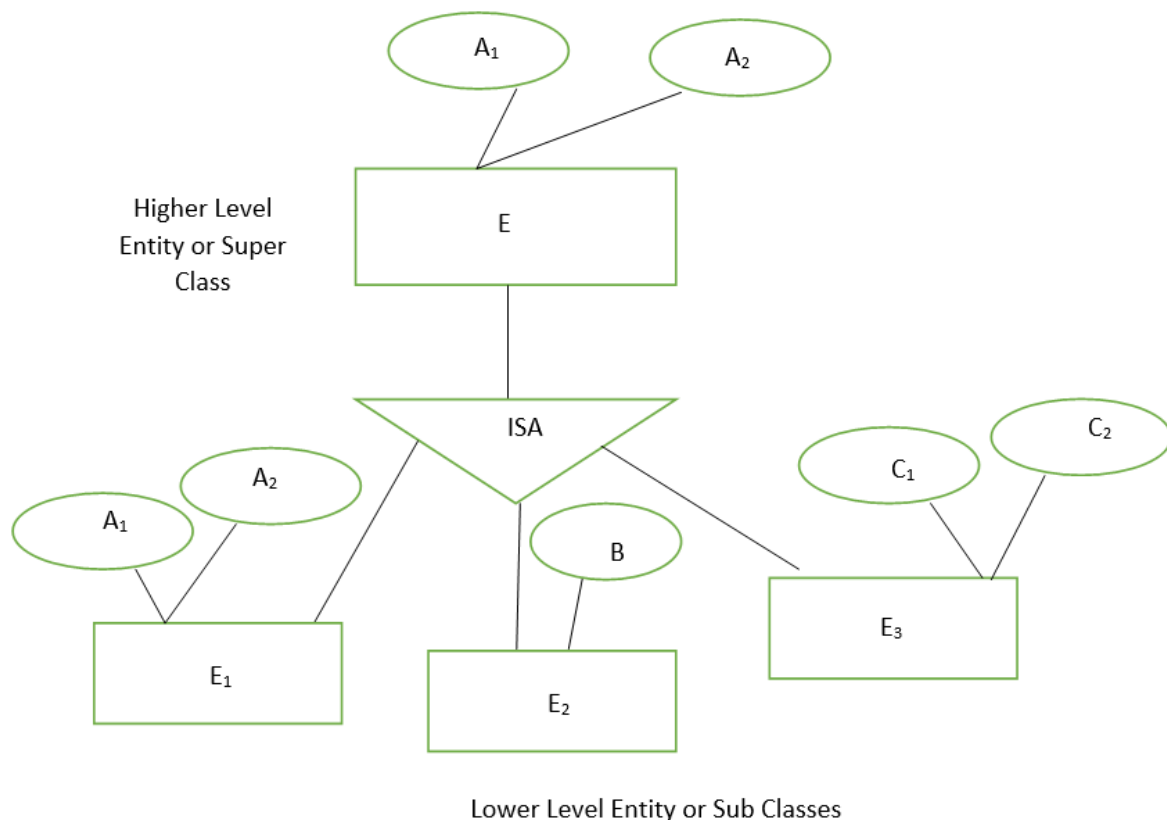 A₁
A₂
Higher Level
Entity or Super
Class
E
ISA
A₁
A₂
B
C₁
C₂
E₁
E₂
E₃
Lower Level Entity or Sub Classes